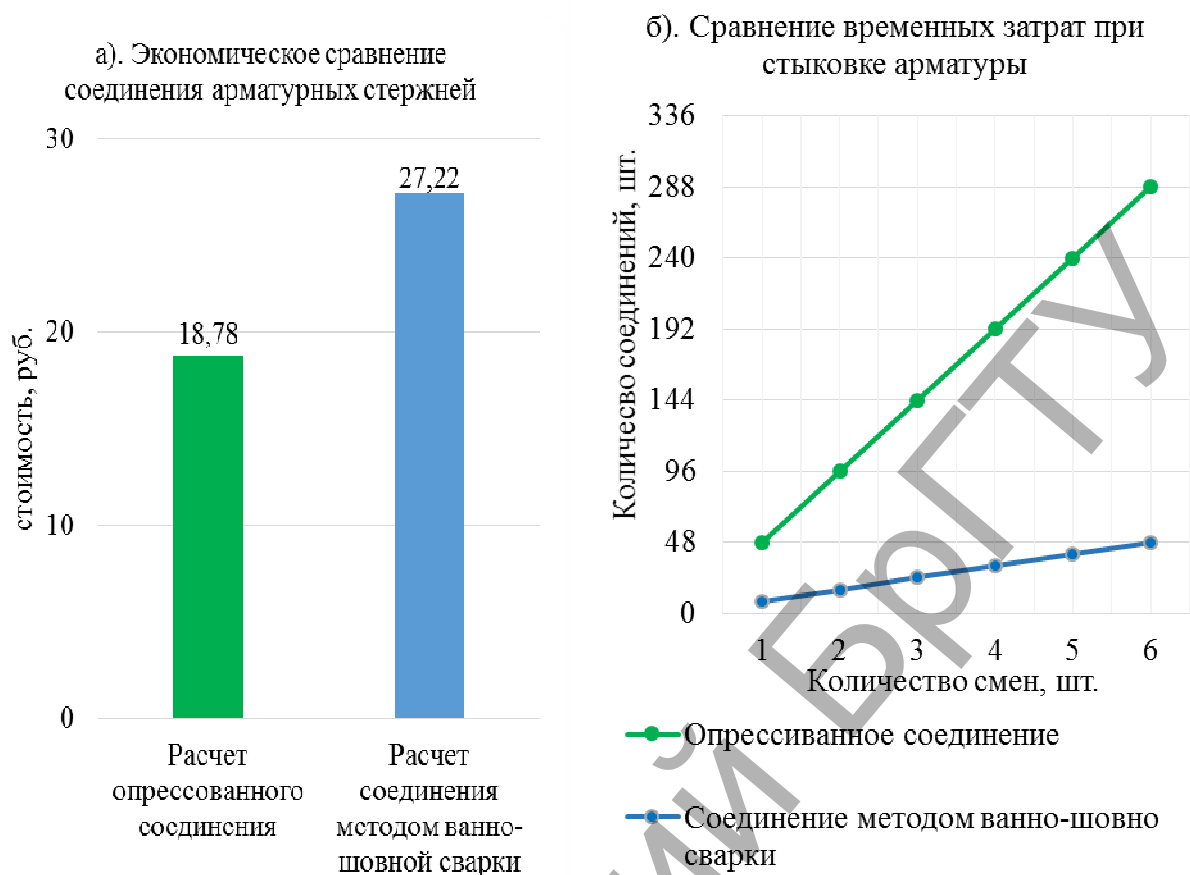 а). Экономическое сравнение
соединения арматурных стержней
30
20
10
0
27,22
18,78
стоимость, руб.
Расчет
опрессованного
соединения
Расчет
соединения
методом ванно-
шовной сварки
б). Сравнение временных затрат при
стыковке арматуры
336
288
240
192
144
96
48
0
Количесво соединений, шт.
1 2 3 4 5 6
Количество смен, шт.
Опрессиванное соединение
Соединение методом ванно-шовно
сварки
БрГТУ